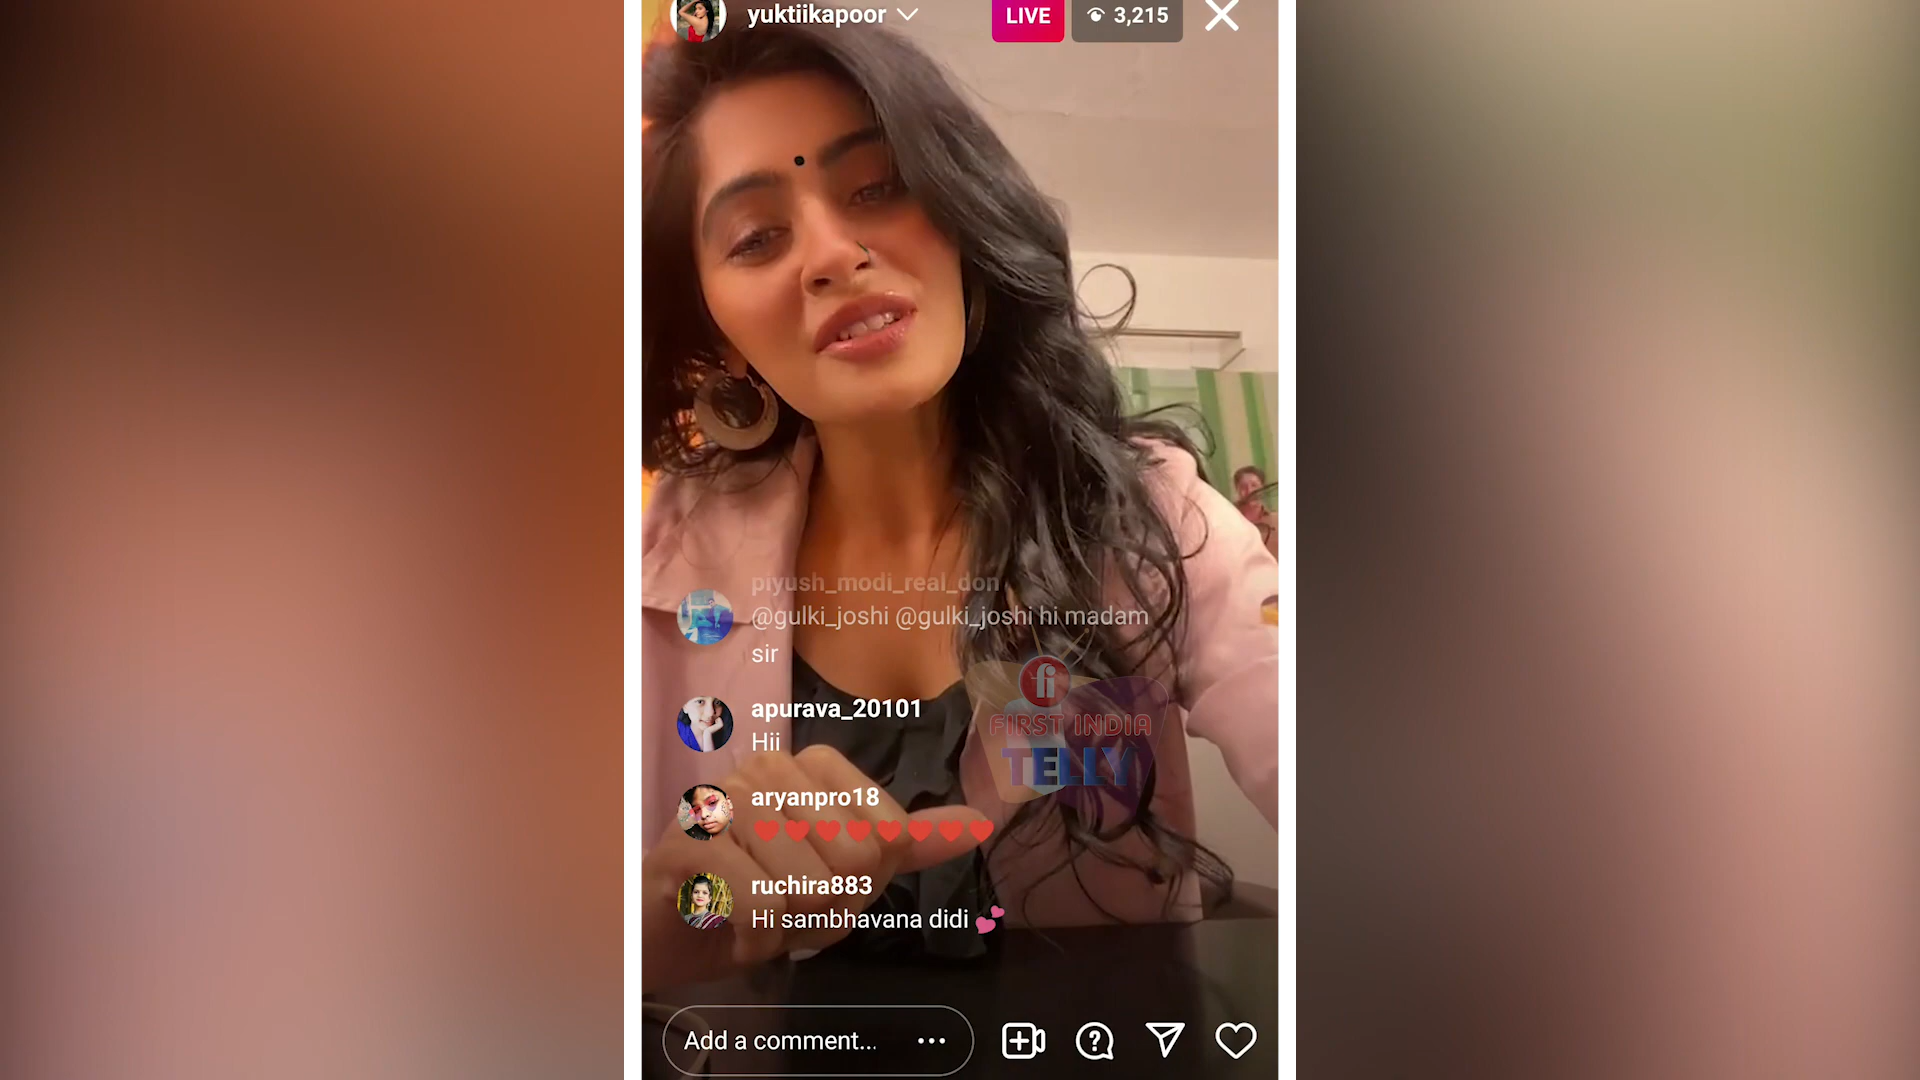 yuktiikapoor
LIVE
3,215
piyush_modi_real_don
@gulki_joshi @gulki_joshi hi madam
sir
apurava_20101
Hii
fi
FIRST INDIA
TELLY
aryanpro18
ruchira883
Hi sambhavana didi
Add a comment...